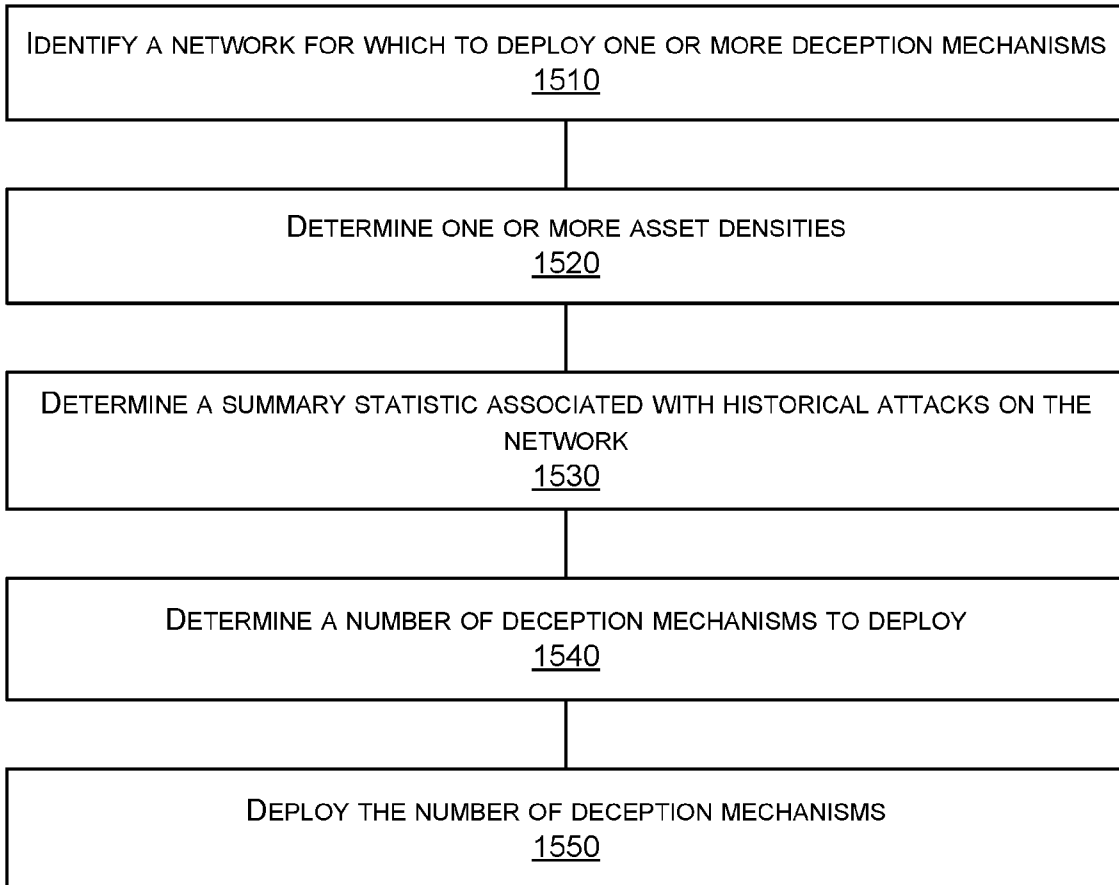 IDENTIFY A NETWORK FOR WHICH TO DEPLOY ONE OR MORE DECEPTION MECHANISMS
1510
DETERMINE ONE OR MORE ASSET DENSITIES
1520
DETERMINE A SUMMARY STATISTIC ASSOCIATED WITH HISTORICAL ATTACKS ON THE
NETWORK
1530
DETERMINE A NUMBER OF DECEPTION MECHANISMS TO DEPLOY
1540
DEPLOY THE NUMBER OF DECEPTION MECHANISMS
1550